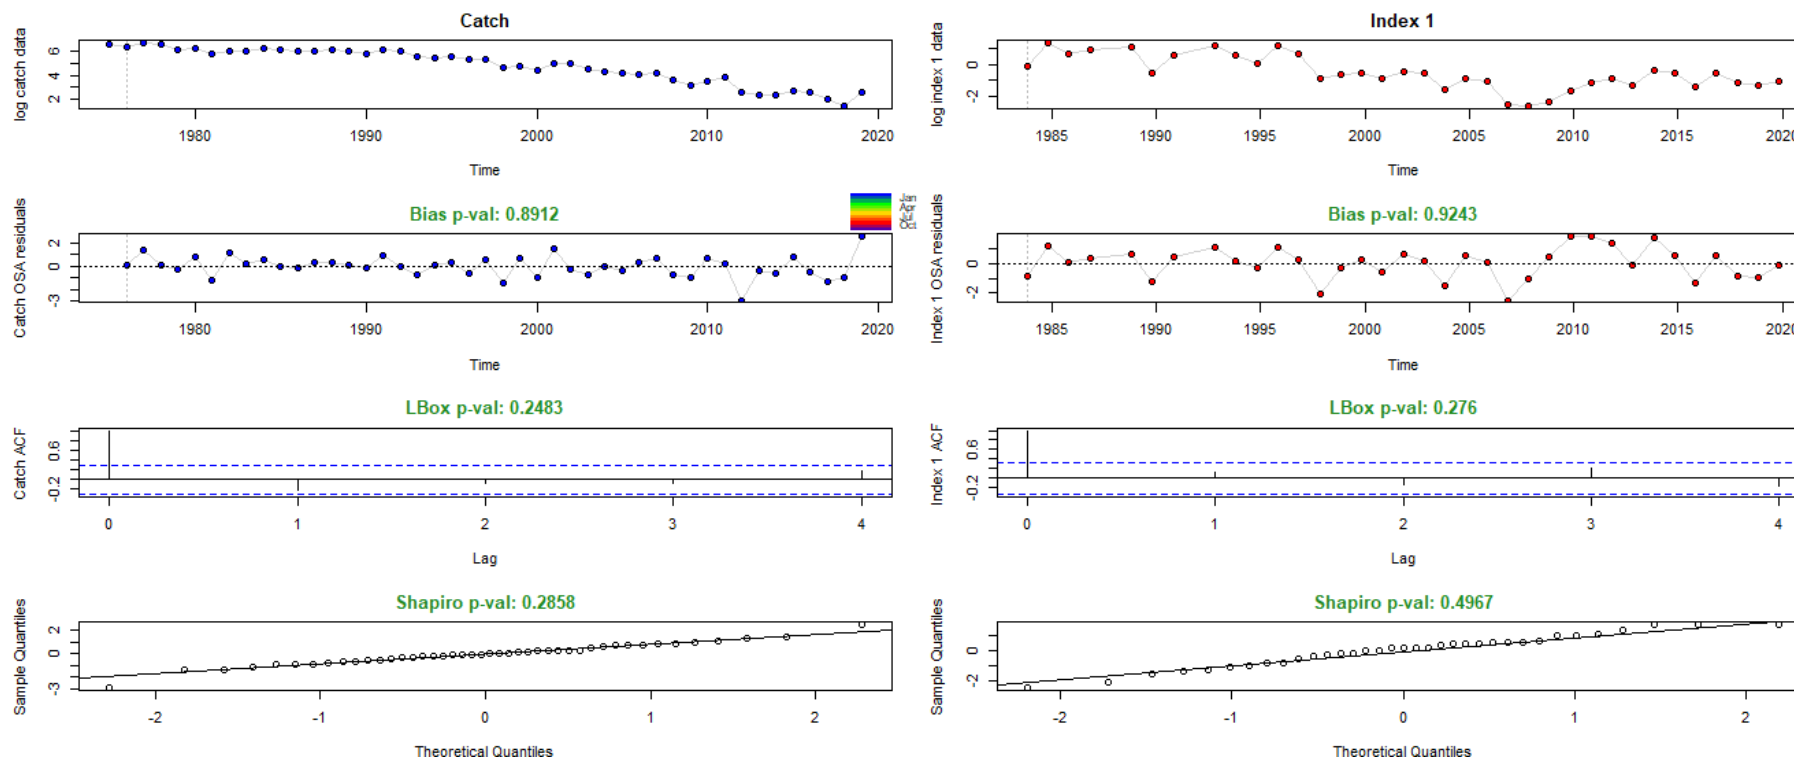 Catch
log catch data
6
4
2
1980 1990 2000 2010 2020
Time
Index 1
log index 1 data
0
-2
1985 1990 1995 2000 2005 2010 2015 2020
Time
Bias p-val: 0.8912
Jan
Apr
Jul
Oct
Catch OSA residuals
2
0
-3
1980 1990 2000 2010 2020
Time
Bias p-val: 0.9243
Index 1 OSA residuals
0
-2
1985 1990 1995 2000 2005 2010 2015 2020
Time
LBox p-val: 0.2483
Catch ACF
0.6
-0.2
0 1 2 3 4
Lag
LBox p-val: 0.276
Index 1 ACF
0.6
-0.2
0 1 2 3 4
Lag
Shapiro p-val: 0.2858
Sample Quantiles
2
0
-3
-2 -1 0 1 2
Theoretical Quantiles
Shapiro p-val: 0.4967
Sample Quantiles
0
-2
-2 -1 0 1 2
Theoretical Quantiles